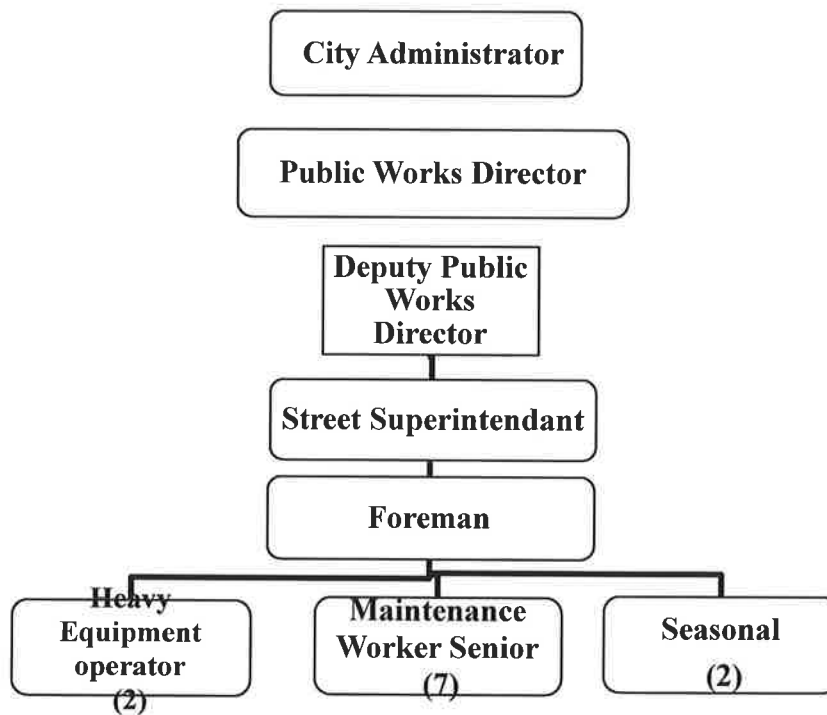 City Administrator
Public Works Director
Deputy Public
Works
Director
Street Superintendant
Foreman
Heavy
Equipment
operator
(2)
Maintenance
Worker Senior
(7)
Seasonal
(2)